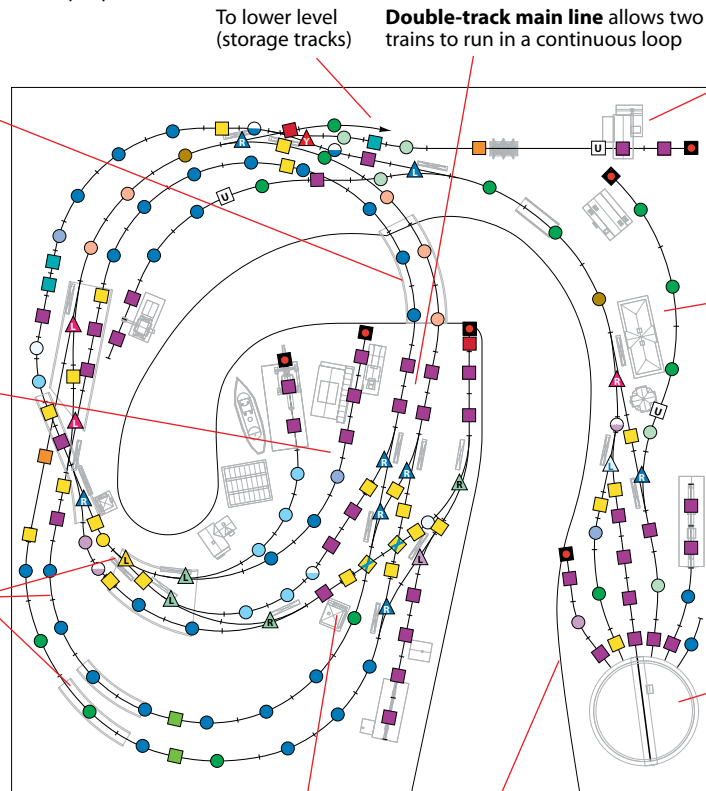 To lower level
(storage tracks)
Double-track main line allows two
trains to run in a continuous loop
R
Y
L
U
U
L
L
R
R
R
L
R
L
R
R
U
R
R
L
L
L
L
R
R